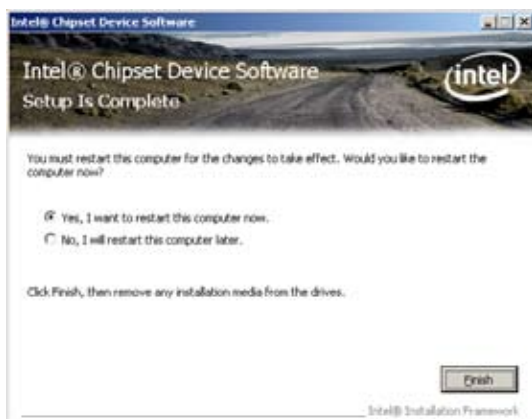 Intel® Chipset Device Software
Intel® Chipset Device Software
intel
Setup Is Complete
You must restart this computer for the changes to take effect. Would you like to restart the
computer now?
Yes, I want to restart this computer now.
No, I will restart this computer later.
Click Finish, then remove any installation media from the drives.
Finish
Intel® Installation Framework